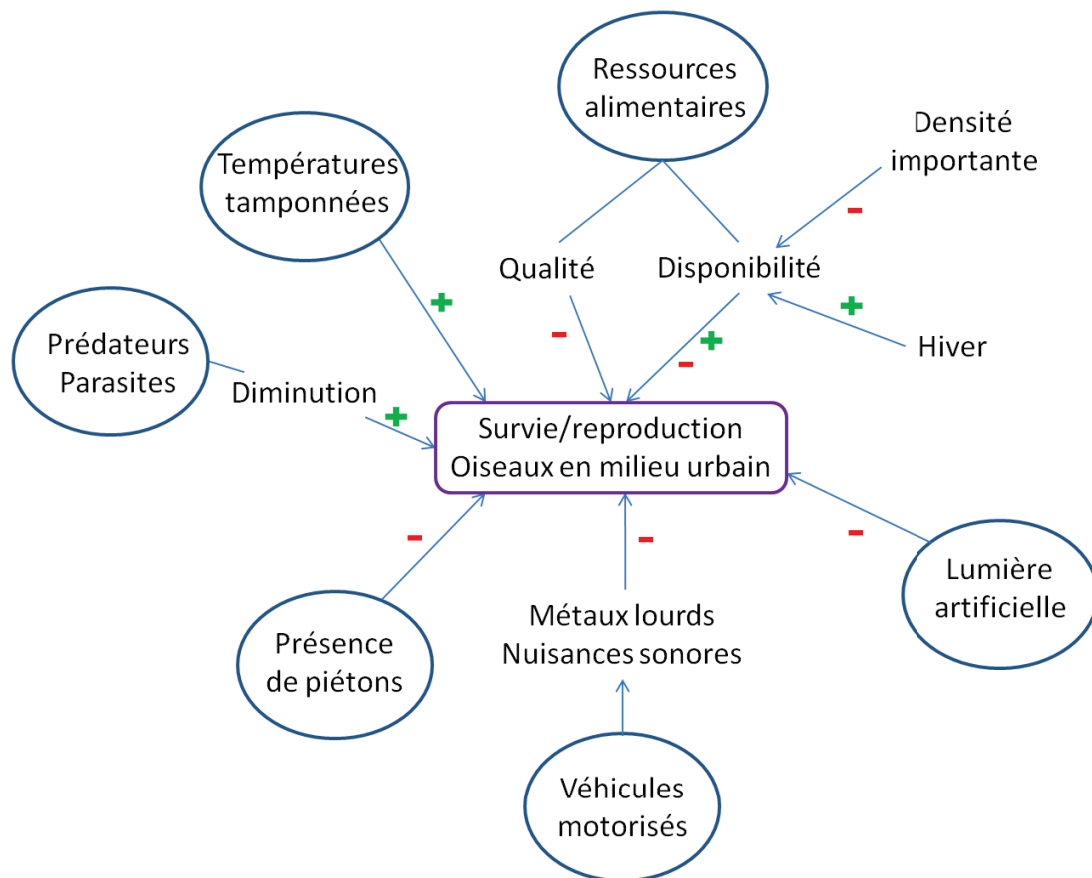 Ressources
alimentaires
Densité
importante
Températures
tamponnées
Qualité
Disponibilité
+
-
-
+
-
+
Hiver
Prédateurs
Parasites
Diminution
+
Survie/reproduction
Oiseaux en milieu urbain
-
-
-
Lumière
artificielle
Métaux lourds
Nuisances sonores
Présence
de piétons
Véhicules
motorisés